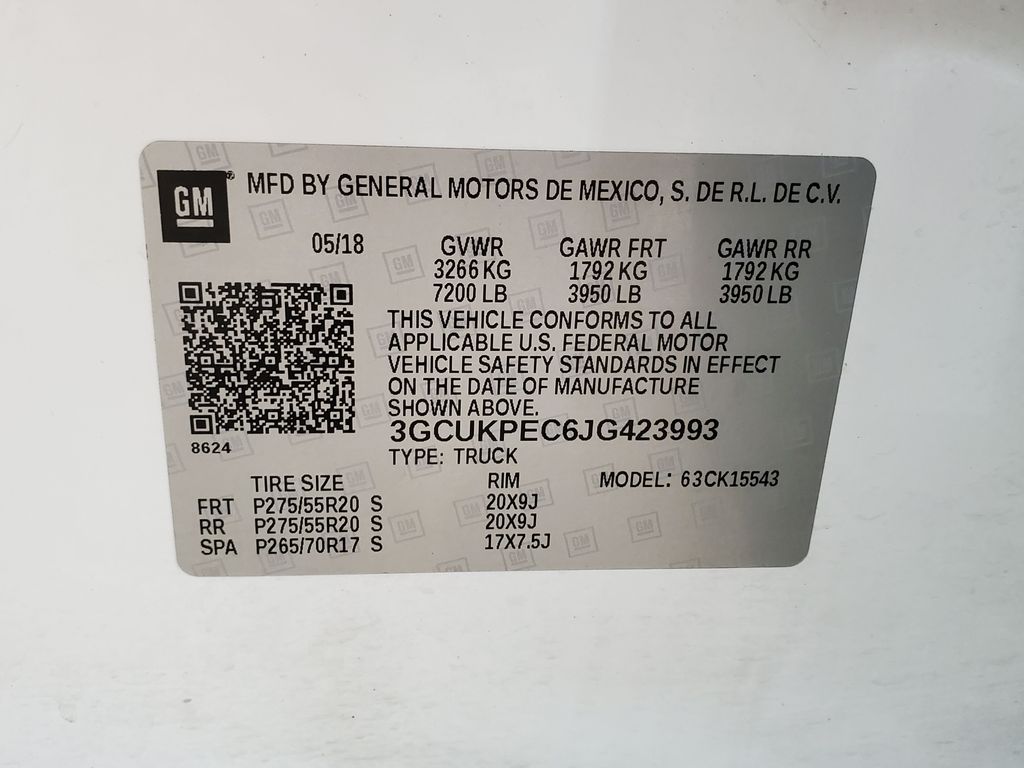 GM MFD BY GENERAL MOTORS DE MEXICO, S. DE R.L. DE C.V.
05/18 GVWR GAWR FRT GAWR RR
3266 KG 1792 KG 1792 KG
7200 LB 3950 LB 3950 LB
THIS VEHICLE CONFORMS TO ALL
APPLICABLE U.S. FEDERAL MOTOR
VEHICLE SAFETY STANDARDS IN EFFECT
ON THE DATE OF MANUFACTURE
SHOWN ABOVE.
3GCUKPEC6JG423993
8624
TYPE: TRUCK
TIRE SIZE RIM MODEL: 63CK15543
FRT P275/55R20 S 20X9J
RR P275/55R20 S 20X9J
SPA P265/70R17 S 17X7.5J